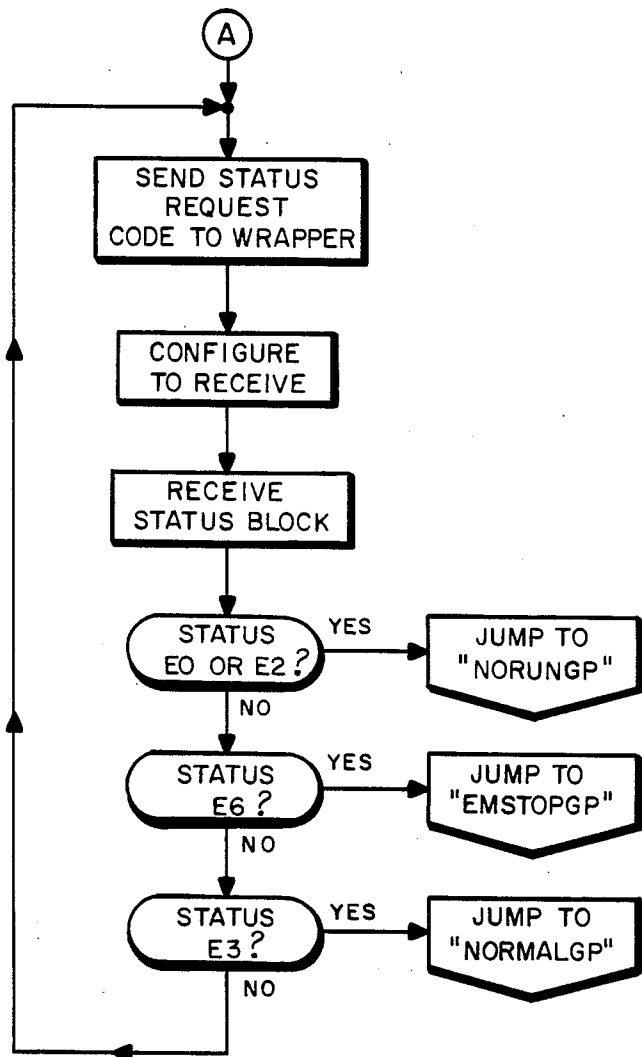 A
SEND STATUS
REQUEST
CODE TO WRAPPER
CONFIGURE
TO RECEIVE
RECEIVE
STATUS BLOCK
STATUS
E0 OR E2?
YES
JUMP TO
"NORUNGP"
NO
STATUS
E6?
YES
JUMP TO
"EMSTOPGP"
NO
STATUS
E3?
YES
JUMP TO
"NORMALGP"
NO